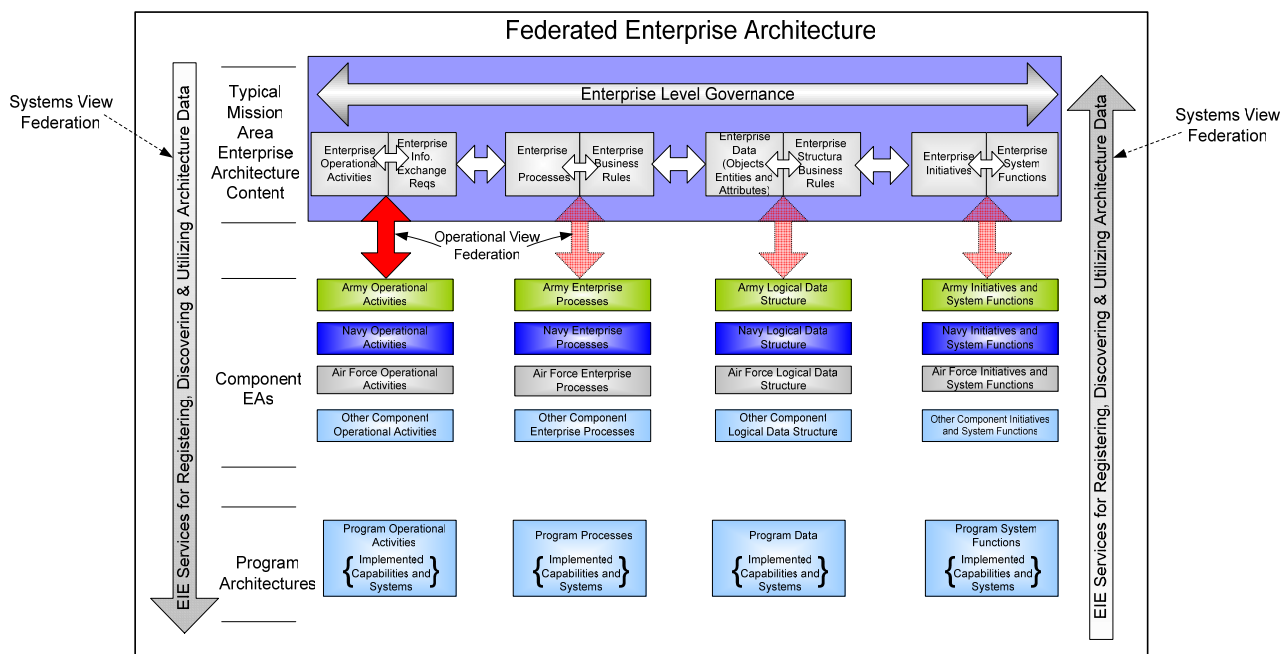 Federated Enterprise Architecture
Systems View
Federation
EIE Services for Registering, Discovering & Utilizing Architecture Data
Typical
Mission
Area
Enterprise
Architecture
Content
Enterprise Level Governance
Enterprise
Operational
Activities
Enterprise
Info.
Exchange
Reqs
Enterprise
Processes
Enterprise
Business
Rules
Enterprise
Data
(Objects
Entities and
Attributes)
Enterprise
Structural
Business
Rules
Enterprise
Initiatives
Enterprise
System
Functions
Operational View
Federation
Component
EAs
Army Operational
Activities
Army Enterprise
Processes
Army Logical Data
Structure
Army Initiatives and
System Functions
Navy Operational
Activities
Navy Enterprise
Processes
Navy Logical Data
Structure
Navy Initiatives and
System Functions
Air Force Operational
Activities
Air Force Enterprise
Processes
Air Force Logical Data
Structure
Air Force Initiatives and
System Functions
Other Component
Operational Activities
Other Component
Enterprise Processes
Other Component
Logical Data Structure
Other Component Initiatives
and System Functions
Program
Architectures
Program Operational
Activities
{ Implemented }
Capabilities and
Systems
Program Processes
{ Implemented }
Capabilities and
Systems
Program Data
{ Implemented }
Capabilities and
Systems
Program System
Functions
{ Implemented }
Capabilities and
Systems
EIE Services for Registering, Discovering & Utilizing Architecture Data
Systems View
Federation